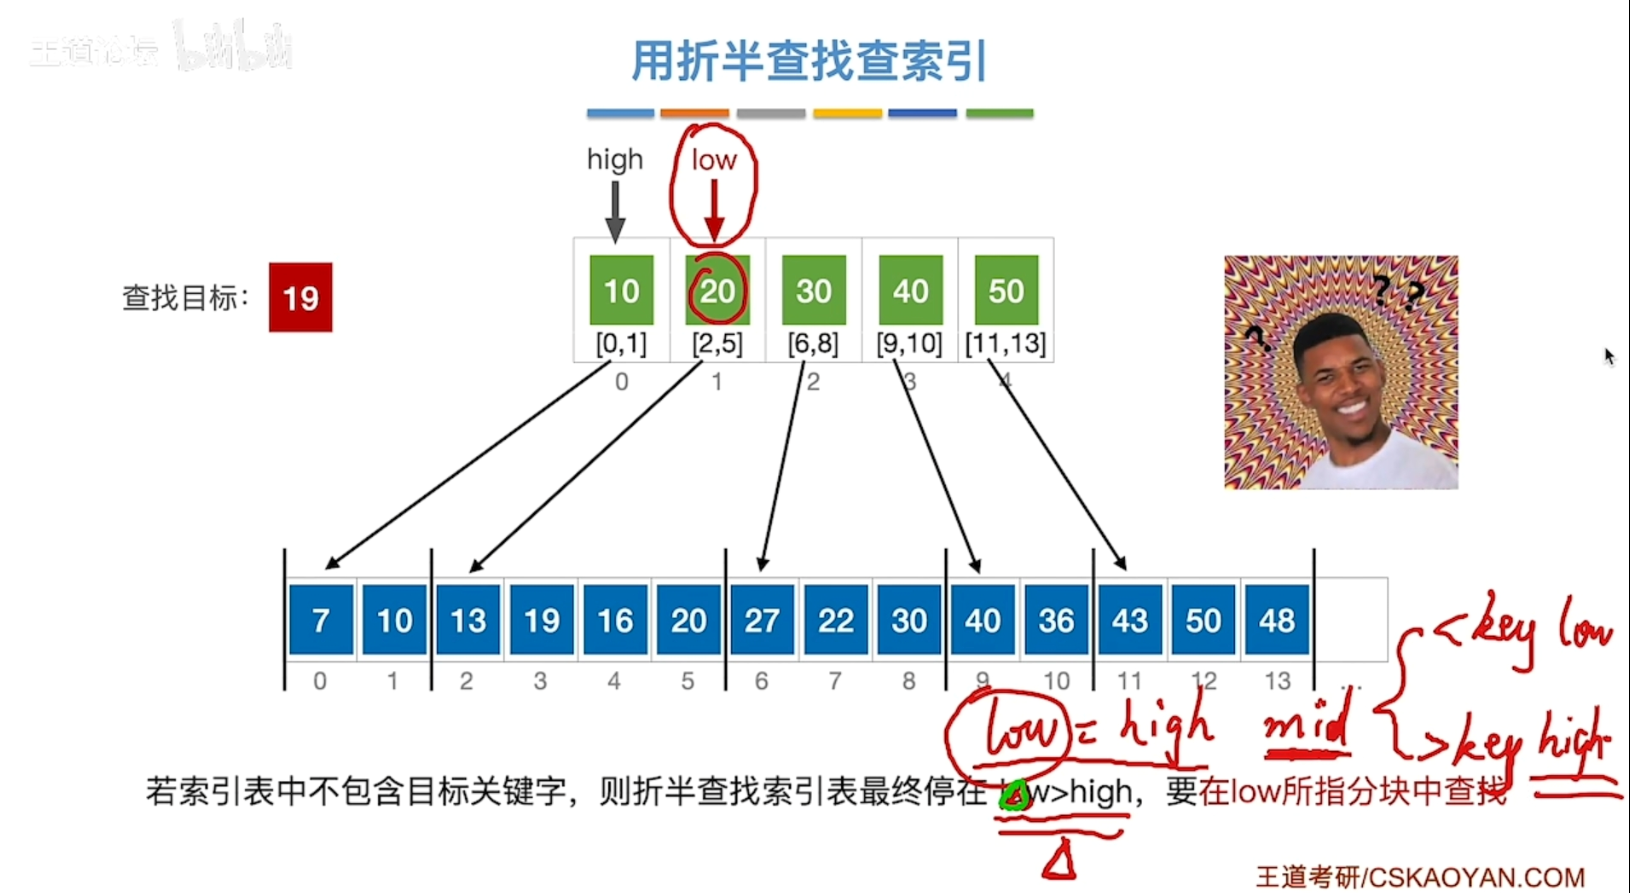 王道论坛 bilibili
用折半查找查索引
high low
查找目标： 19
10 20 30 40 50
[0,1] [2,5] [6,8] [9,10] [11,13]
0 1 2 3 4
? ? ?
7 10 13 19 16 20 27 22 30 40 36 43 50 48
0 1 2 3 4 5 6 7 8 9 10 11 12 13 ...
<key low
low = high mid
>key high
若索引表中不包含目标关键字，则折半查找索引表最终停在 low>high，要在low所指分块中查找
王道考研/CSKAOYAN.COM